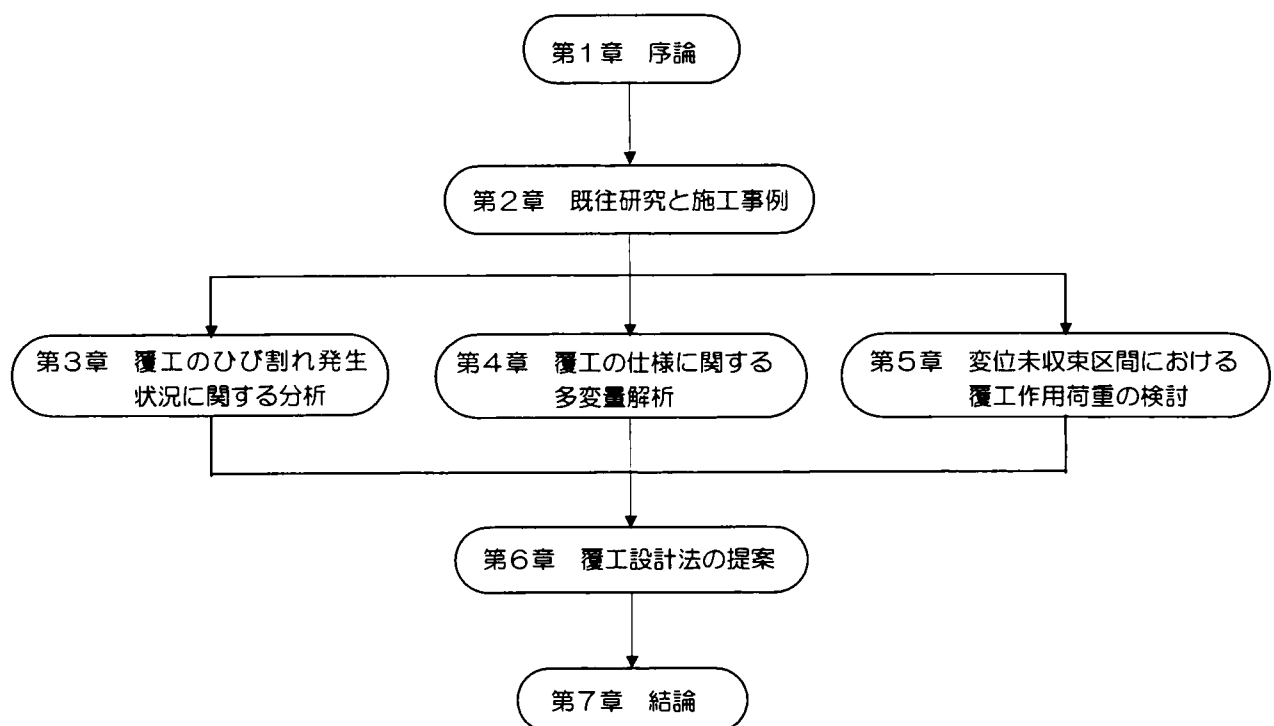 第1章　序論
第2章　既往研究と施工事例
第3章　覆工のひび割れ発生
状況に関する分析
第4章　覆工の仕様に関する
多変量解析
第5章　変位未収束区間における
覆工作用荷重の検討
第6章　覆工設計法の提案
第7章　結論